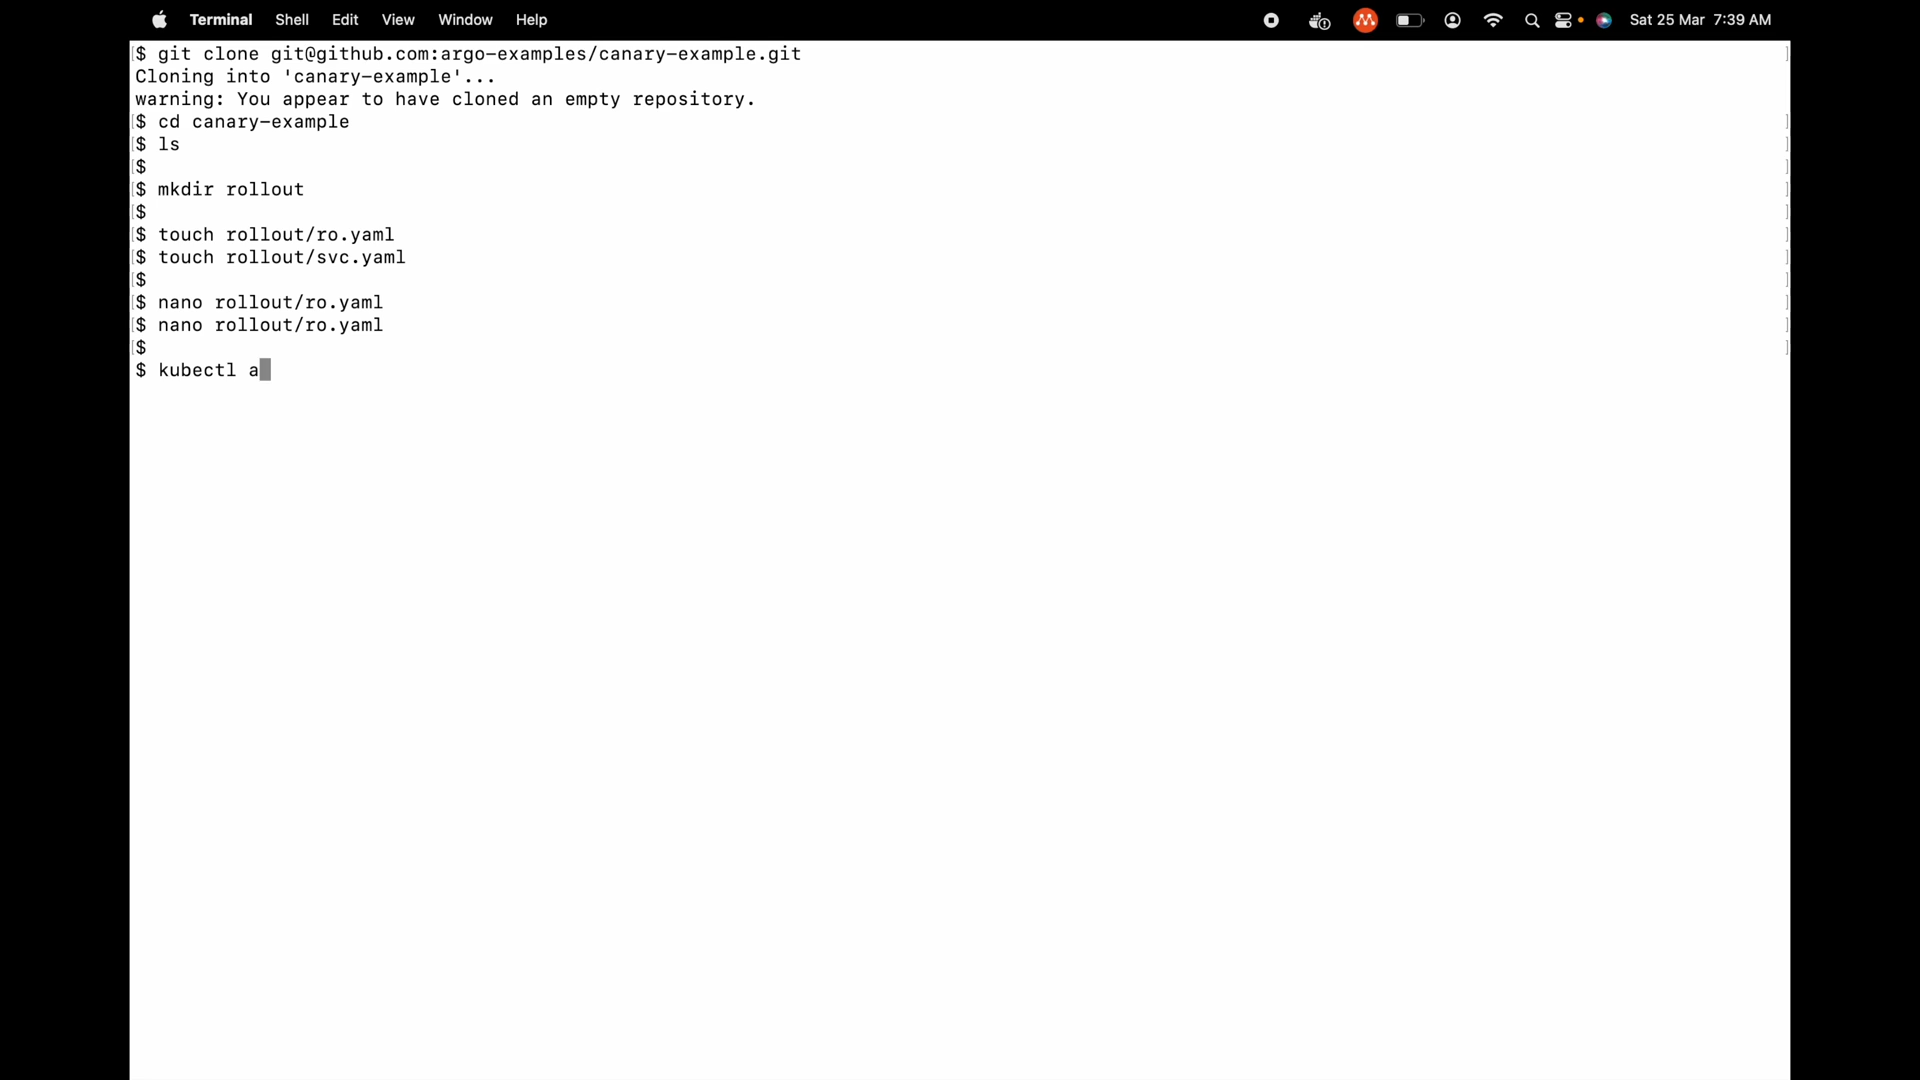 Terminal Shell Edit View Window Help Sat 25 Mar 7:39 AM
[$ git clone git@github.com:argo-examples/canary-example.git ]
Cloning into 'canary-example'...
warning: You appear to have cloned an empty repository.
[$ cd canary-example ]
[$ ls ]
[$ ]
[$ mkdir rollout ]
[$ ]
[$ touch rollout/ro.yaml ]
[$ touch rollout/svc.yaml ]
[$ ]
[$ nano rollout/ro.yaml ]
[$ nano rollout/ro.yaml ]
[$ ]
$ kubectl a